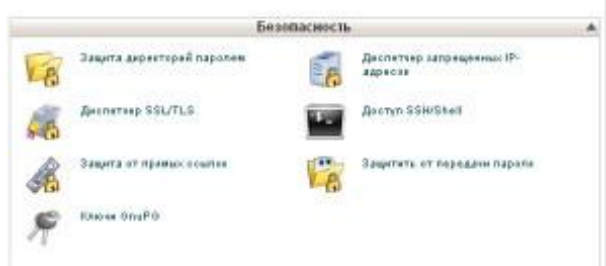 Безопасность
Защита директорей паролем
Диспетчер запрещенных IP-
адресов
Диспетчер SSL/TLS
Доступ SSH/Shell
Защита от прямых ссылок
Защитить от передачи пароля
Ключи GnuPG